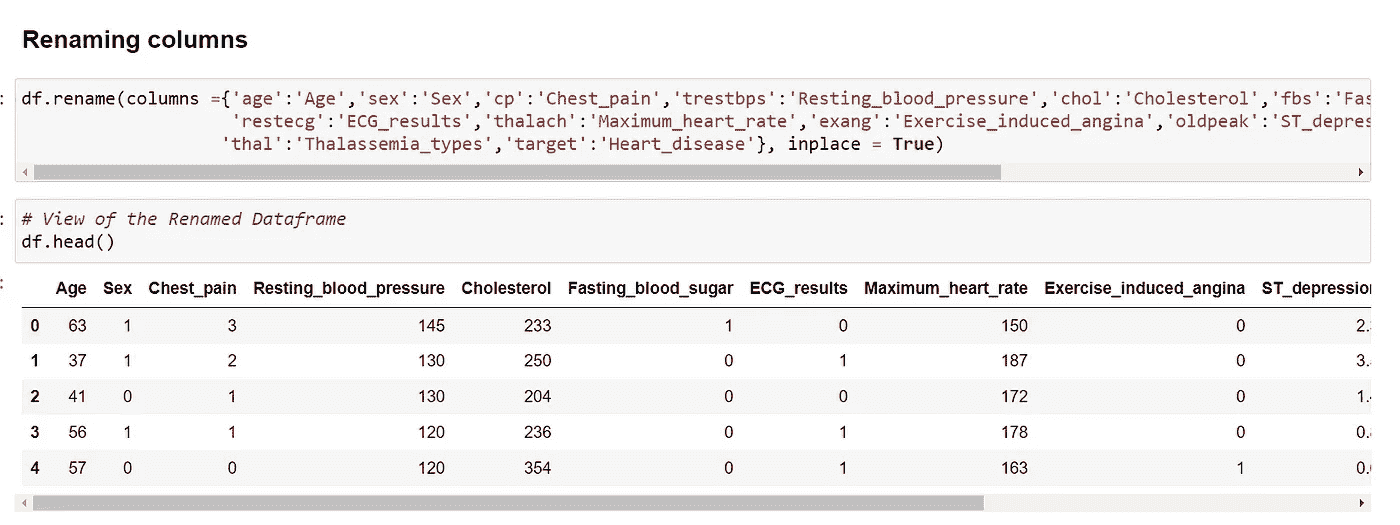 Renaming columns
df.rename(columns ={'age':'Age','sex':'Sex','cp':'Chest_pain','trestbps':'Resting_blood_pressure','chol':'Cholesterol','fbs':'Fas
'restecg':'ECG_results','thalach':'Maximum_heart_rate','exang':'Exercise_induced_angina','oldpeak':'ST_depres
'thal':'Thalassemia_types','target':'Heart_disease'}, inplace = True)
# View of the Renamed Dataframe
df.head()
Age Sex Chest_pain Resting_blood_pressure Cholesterol Fasting_blood_sugar ECG_results Maximum_heart_rate Exercise_induced_angina ST_depression
0 63 1 3 145 233 1 0 150 0 2.
1 37 1 2 130 250 0 1 187 0 3.
2 41 0 1 130 204 0 0 172 0 1.
3 56 1 1 120 236 0 1 178 0 0.
4 57 0 0 120 354 0 1 163 1 0.